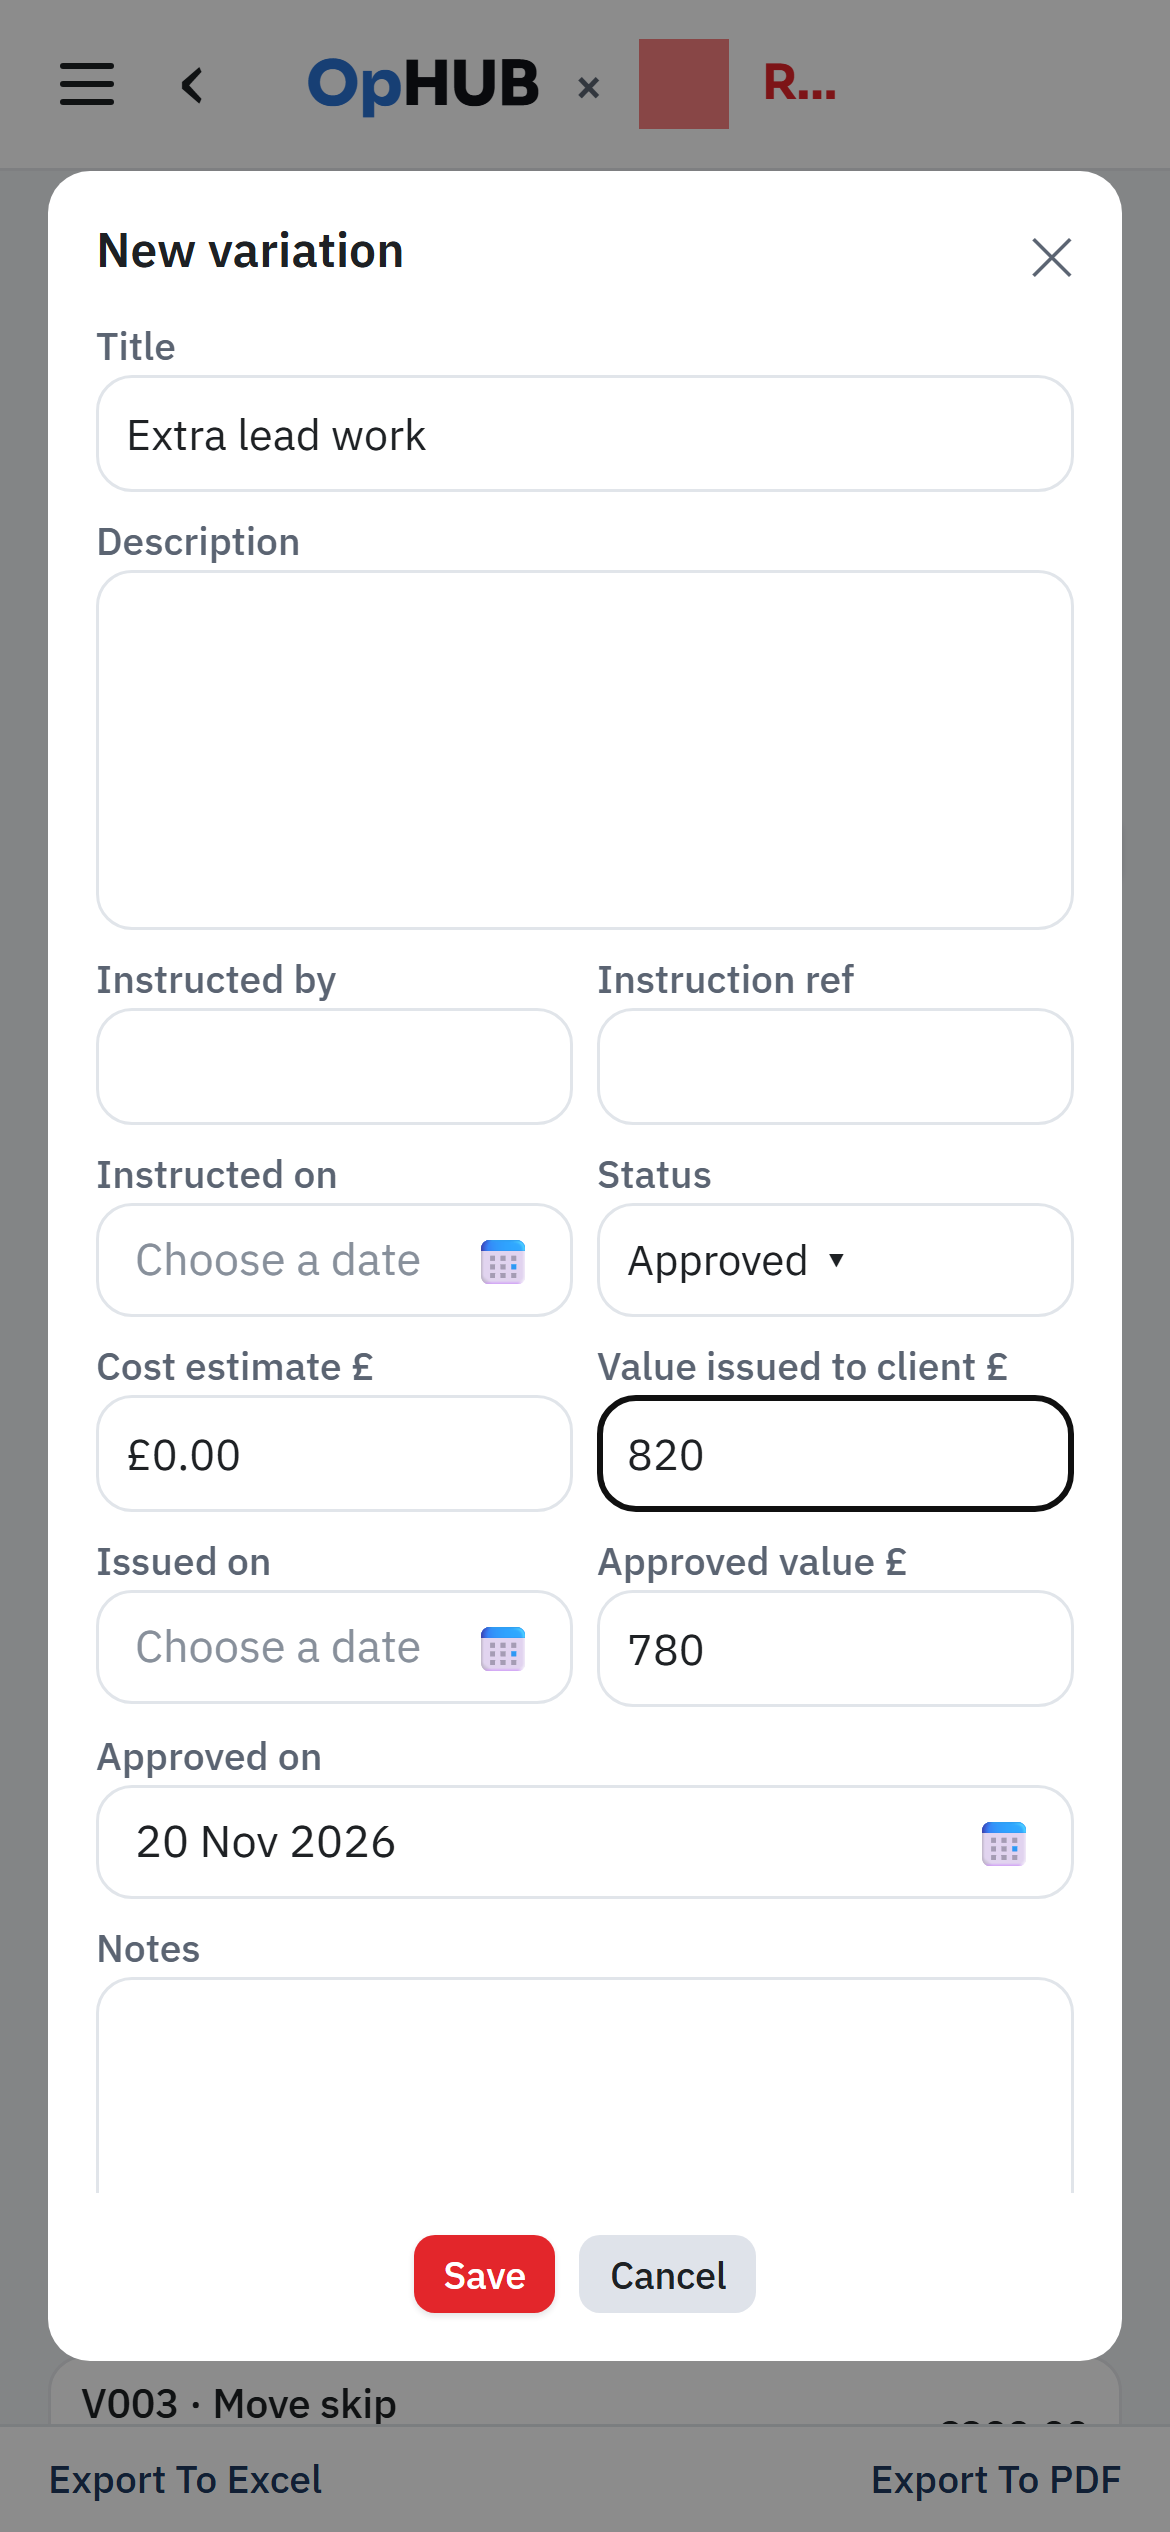 OpHUB × R...
New variation
Title
Extra lead work
Description
Instructed by Instruction ref
Instructed on Status
Choose a date Approved
Cost estimate £ Value issued to client £
£0.00 820
Issued on Approved value £
Choose a date 780
Approved on
20 Nov 2026
Notes
Save Cancel
V003 · Move skip
Export To Excel Export To PDF